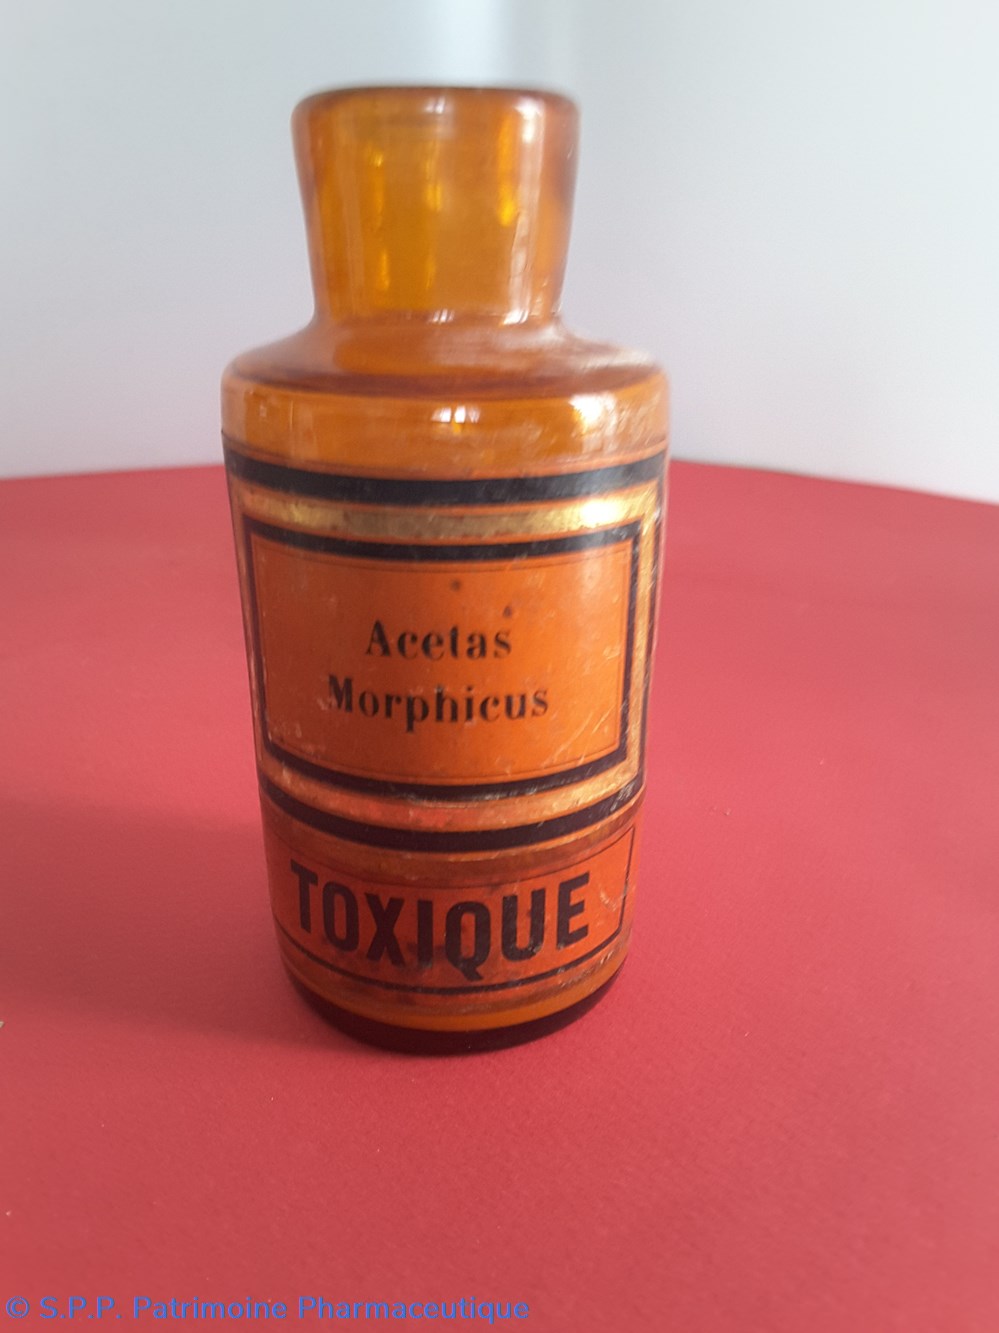 Acetas
Morphicus
TOXIQUE
© S.P.P. Patrimoine Pharmaceutique